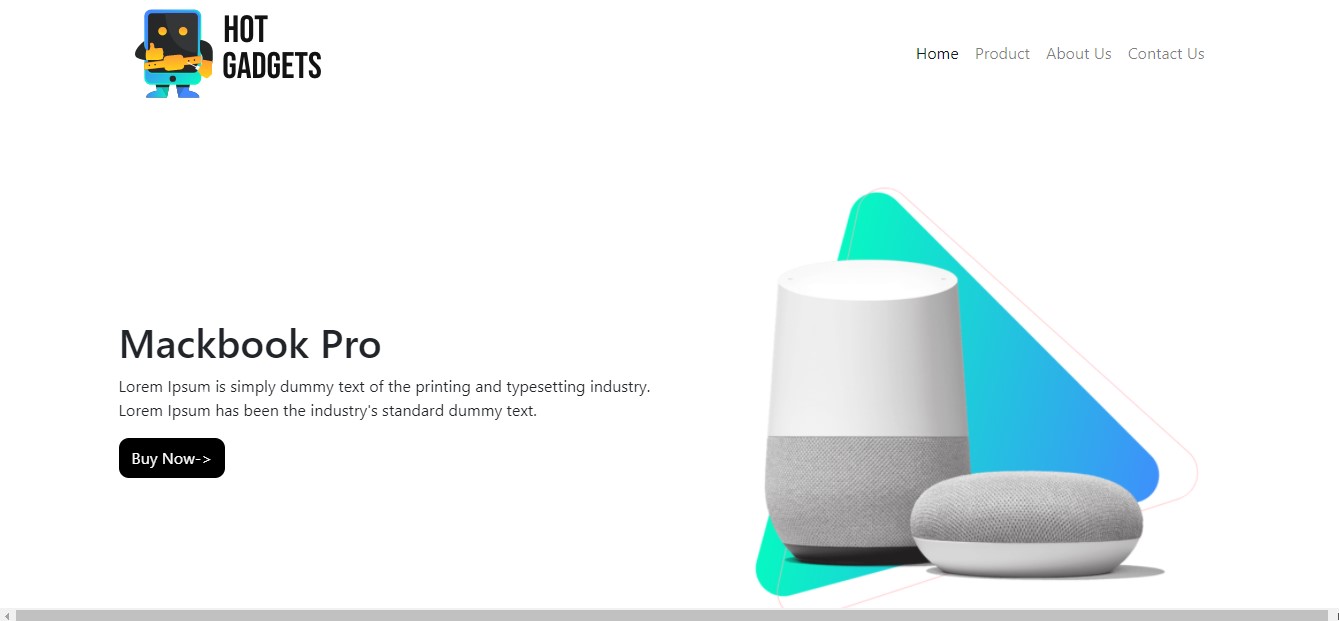 HOT
GADGETS
Home Product About Us Contact Us
Mackbook Pro
Lorem Ipsum is simply dummy text of the printing and typesetting industry.
Lorem Ipsum has been the industry's standard dummy text.
Buy Now->